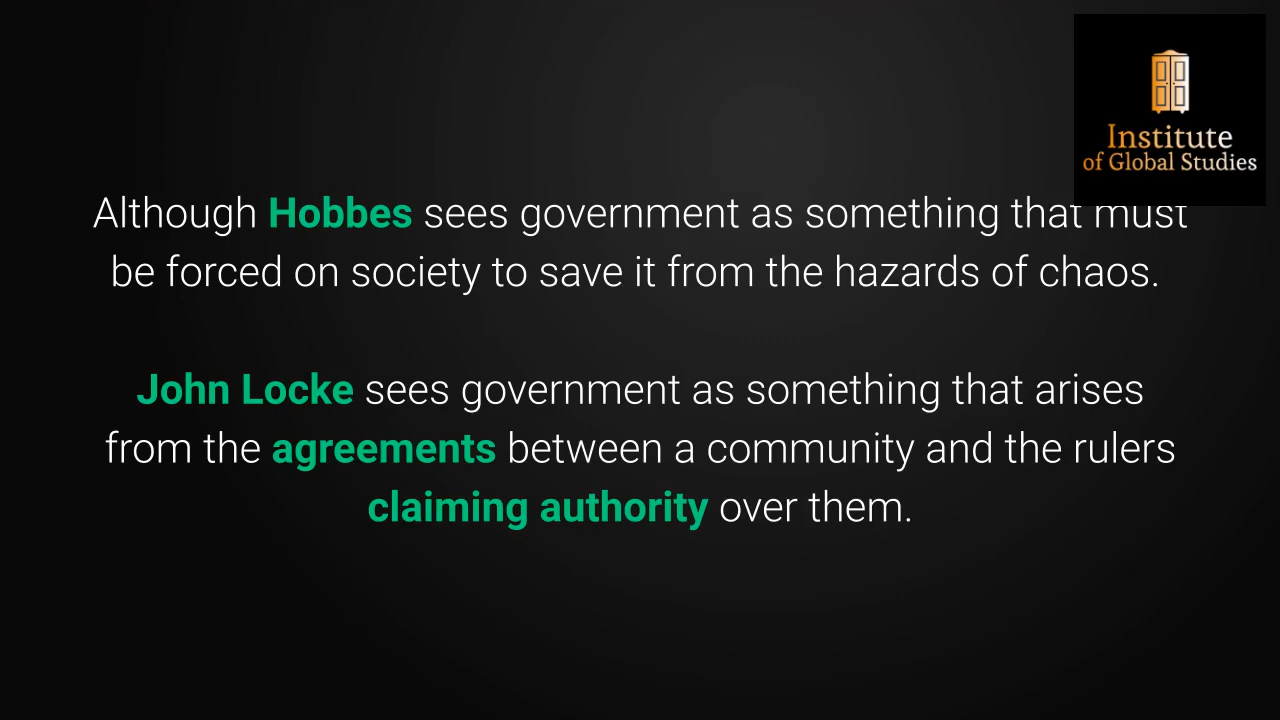 Institute
of Global Studies
Although Hobbes sees government as something that must
be forced on society to save it from the hazards of chaos.
John Locke sees government as something that arises
from the agreements between a community and the rulers
claiming authority over them.